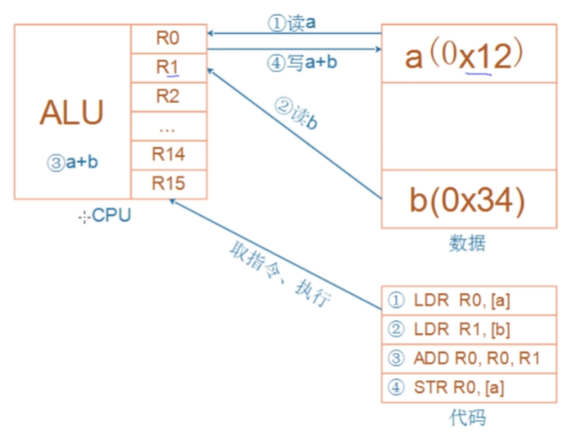 ①读a
④写a+b
②读b
R0
R1
R2
...
R14
R15
ALU
③a+b
CPU
a(0x12)
b(0x34)
数据
取指令、执行
① LDR R0, [a]
② LDR R1, [b]
③ ADD R0, R0, R1
④ STR R0, [a]
代码